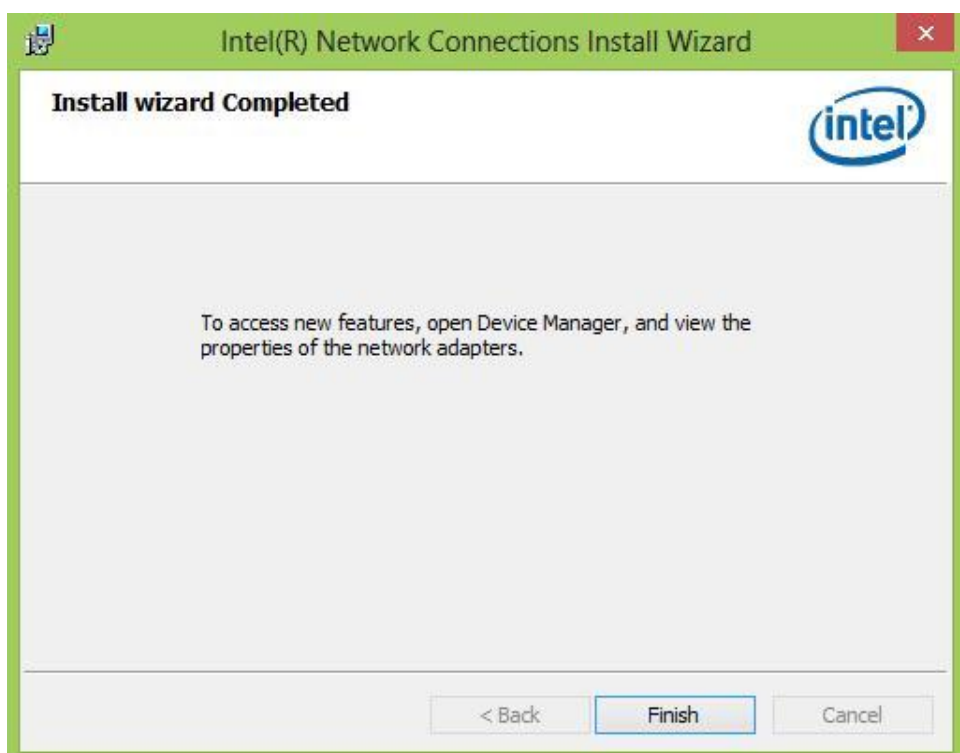 Intel(R) Network Connections Install Wizard
Install wizard Completed
intel
To access new features, open Device Manager, and view the
properties of the network adapters.
< Back
Finish
Cancel